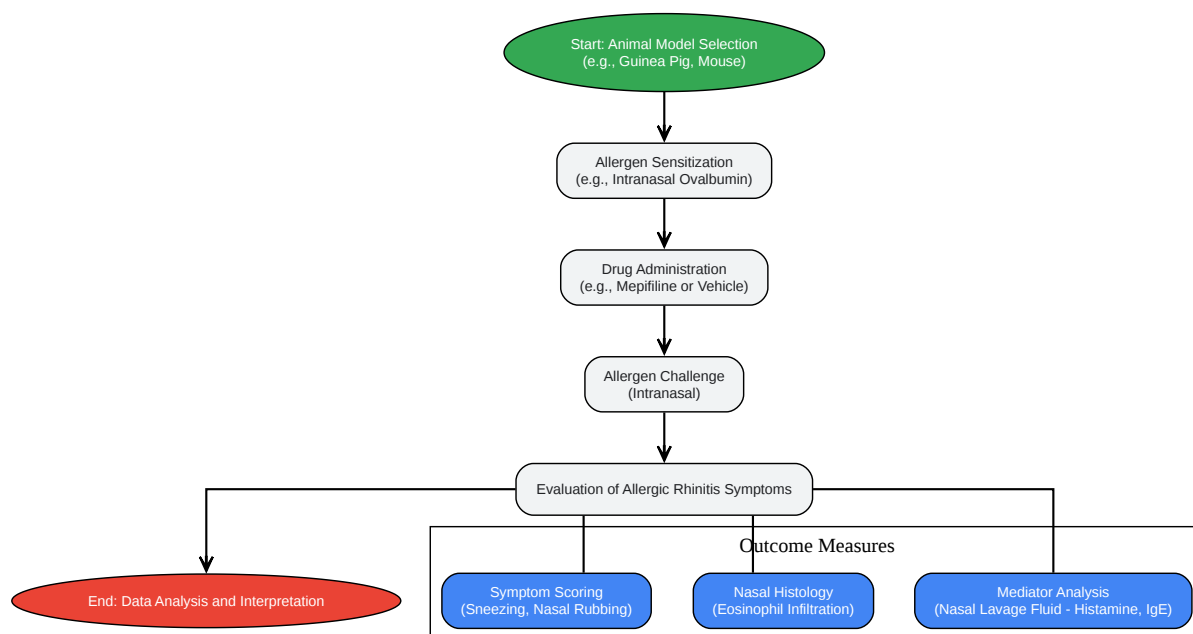 Start: Animal Model Selection
(e.g., Guinea Pig, Mouse)
Allergen Sensitization
(e.g., Intranasal Ovalbumin)
Drug Administration
(e.g., Mepifiline or Vehicle)
Allergen Challenge
(Intranasal)
Evaluation of Allergic Rhinitis Symptoms
Outcome Measures
End: Data Analysis and Interpretation
Symptom Scoring
(Sneezing, Nasal Rubbing)
Nasal Histology
(Eosinophil Infiltration)
Mediator Analysis
(Nasal Lavage Fluid - Histamine, IgE)